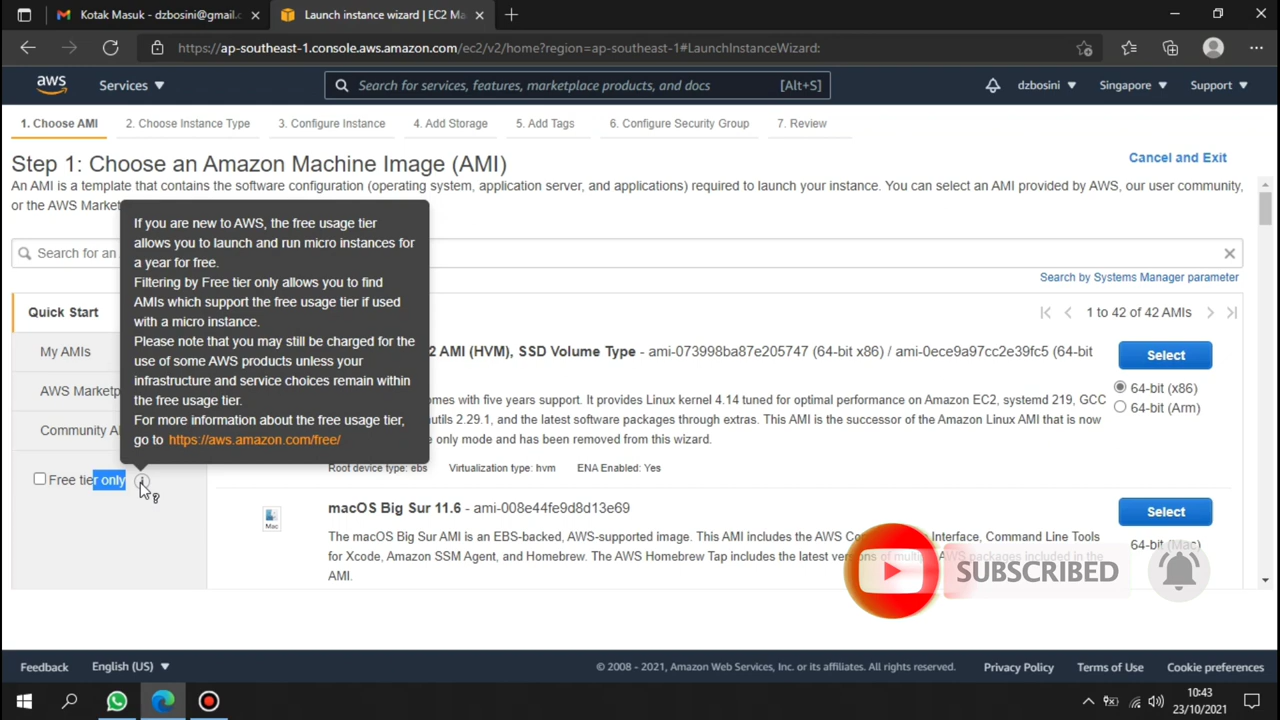 Kotak Masuk - dzbosini@gmail.c
Launch instance wizard | EC2 Ma
https://ap-southeast-1.console.aws.amazon.com/ec2/v2/home?region=ap-southeast-1#LaunchInstanceWizard:
aws
Services
Search for services, features, marketplace products, and docs
[Alt+S]
dzbosini
Singapore
Support
1. Choose AMI
2. Choose Instance Type
3. Configure Instance
4. Add Storage
5. Add Tags
6. Configure Security Group
7. Review
Step 1: Choose an Amazon Machine Image (AMI)
Cancel and Exit
An AMI is a template that contains the software configuration (operating system, application server, and applications) required to launch your instance. You can select an AMI provided by AWS, our user community,
or the AWS Mark
If you are new to AWS, the free usage tier
allows you to launch and run micro instances for
a year for free.
Filtering by Free tier only allows you to find
AMIs which support the free usage tier if used
with a micro instance.
Please note that you may still be charged for the
use of some AWS products unless your
infrastructure and service choices remain within
the free usage tier.
For more information about the free usage tier,
go to https://aws.amazon.com/free/
Search for an
Search by Systems Manager parameter
Quick Start
My AMIs
AWS Marketp
Community A
Free tier only
1 to 42 of 42 AMIs
2 AMI (HVM), SSD Volume Type - ami-073998ba87e205747 (64-bit x86) / ami-0ece9a97cc2e39fc5 (64-bit
Select
64-bit (x86)
64-bit (Arm)
omes with five years support. It provides Linux kernel 4.14 tuned for optimal performance on Amazon EC2, systemd 219, GCC
utils 2.29.1, and the latest software packages through extras. This AMI is the successor of the Amazon Linux AMI that is now
e only mode and has been removed from this wizard.
Root device type: ebs
Virtualization type: hvm
ENA Enabled: Yes
Mac
macOS Big Sur 11.6 - ami-008e44fe9d8d13e69
Select
64-bit (Mac)
The macOS Big Sur AMI is an EBS-backed, AWS-supported image. This AMI includes the AWS Co Interface, Command Line Tools
for Xcode, Amazon SSM Agent, and Homebrew. The AWS Homebrew Tap includes the latest versions of multiple AWS packages included in the
AMI.
SUBSCRIBED
Feedback
English (US)
© 2008 - 2021, Amazon Web Services, Inc. or its affiliates. All rights reserved.
Privacy Policy
Terms of Use
Cookie preferences
10:43
23/10/2021